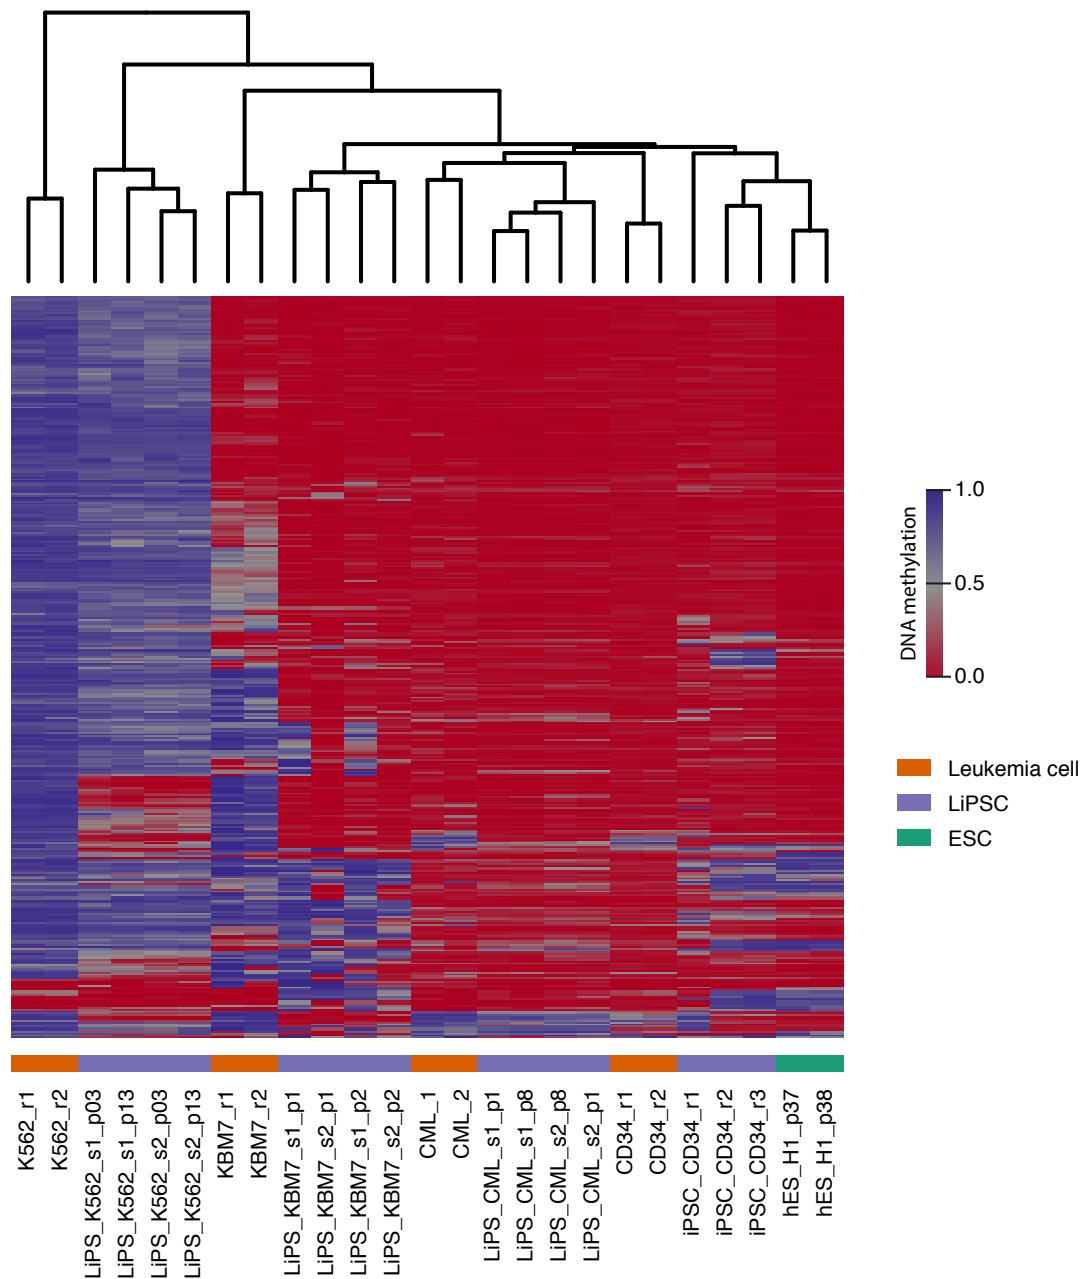 DNA methylation
1.0
0.5
0.0
Leukemia cell
LiPSC
ESC
K562_r1
K562_r2
LiPS_K562_s1_p03
LiPS_K562_s1_p13
LiPS_K562_s2_p03
LiPS_K562_s2_p13
KBM7_r1
KBM7_r2
LiPS_KBM7_s1_p1
LiPS_KBM7_s2_p1
LiPS_KBM7_s1_p2
LiPS_KBM7_s2_p2
CML_1
CML_2
LiPS_CML_s1_p1
LiPS_CML_s1_p8
LiPS_CML_s2_p8
LiPS_CML_s2_p1
CD34_r1
CD34_r2
iPSC_CD34_r1
iPSC_CD34_r2
iPSC_CD34_r3
hES_H1_p37
hES_H1_p38